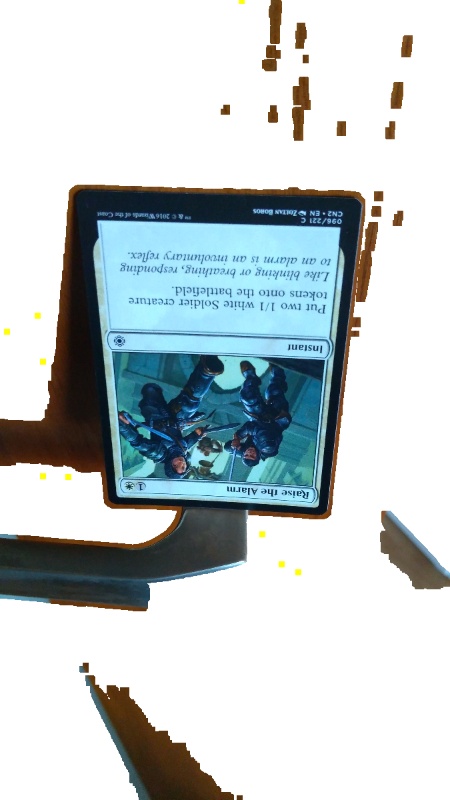 Raise the Alarm 1
Instant
Put two 1/1 white Soldier creature
tokens onto the battlefield.
Like blinking or breathing, responding
to an alarm is an involuntary reflex.
096/221 C
CN2 • EN Zoltan Boros
™ & © 2016 Wizards of the Coast